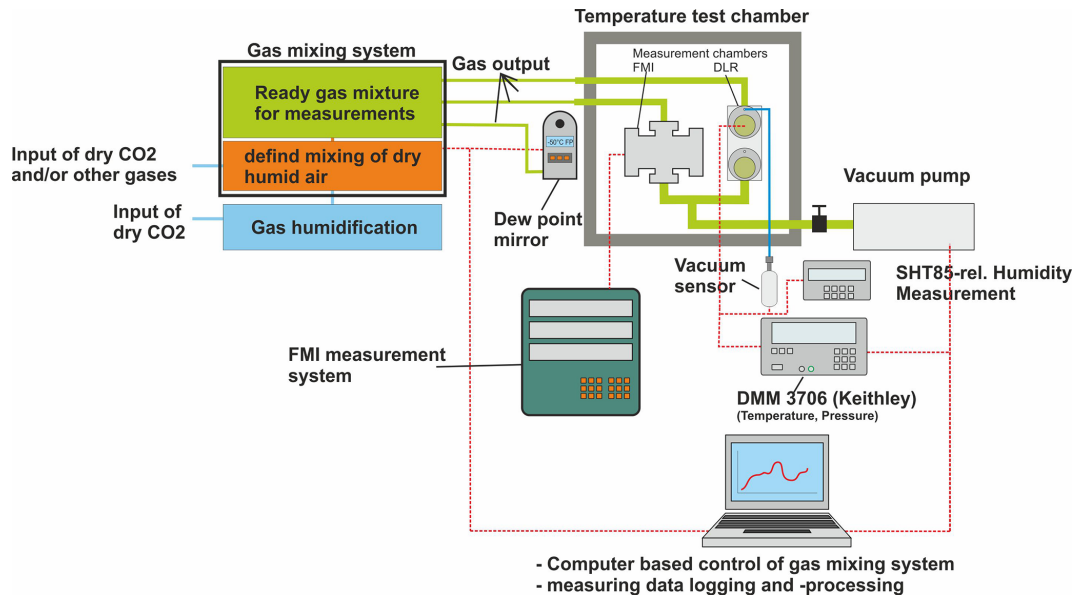 Temperature test chamber
Gas mixing system
Gas output
Measurement chambers
FMI
DLR
Ready gas mixture
for measurements
-50°C FP
Input of dry CO2
and/or other gases
defind mixing of dry
humid air
Vacuum pump
Input of
dry CO2
Gas humidification
Dew point
mirror
Vacuum
sensor
SHT85-rel. Humidity
Measurement
FMI measurement
system
DMM 3706 (Keithley)
(Temperature, Pressure)
- Computer based control of gas mixing system
- measuring data logging and -processing